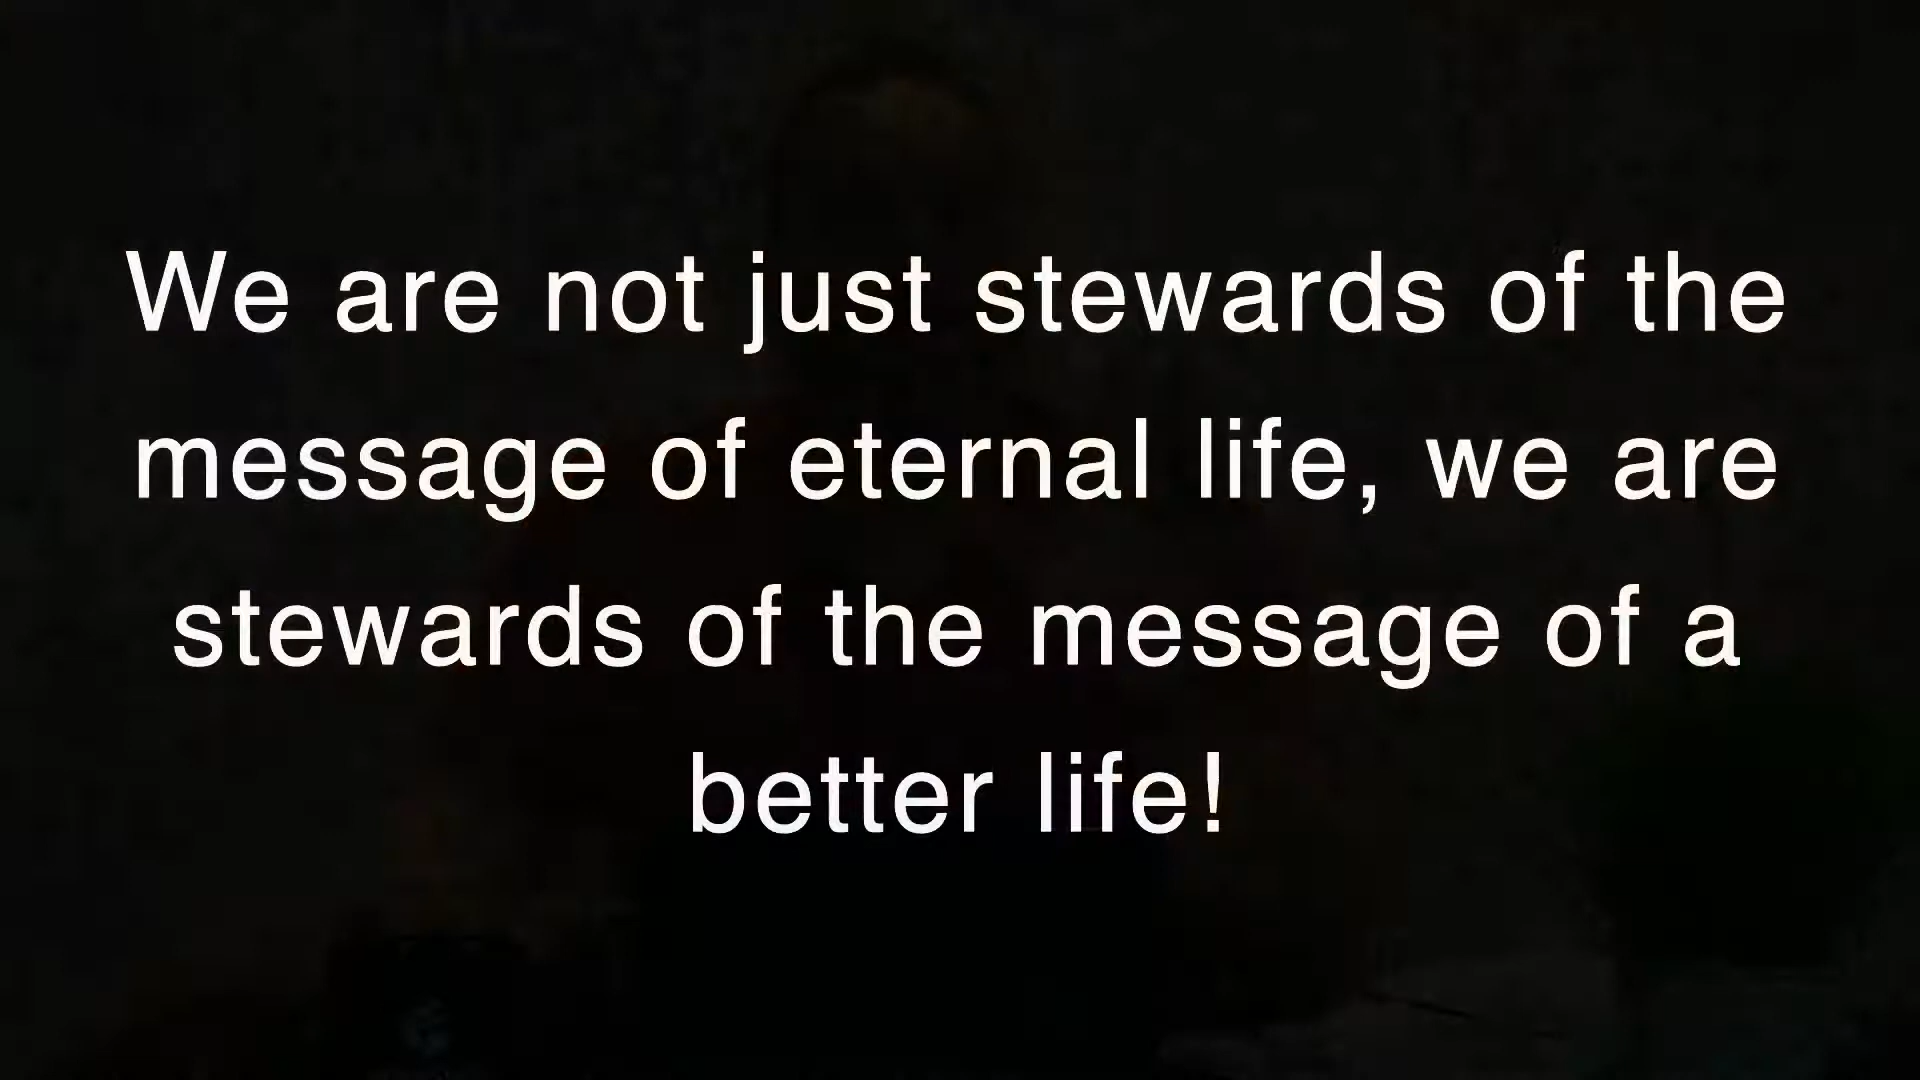 We are not just stewards of the
message of eternal life, we are
stewards of the message of a
better life!